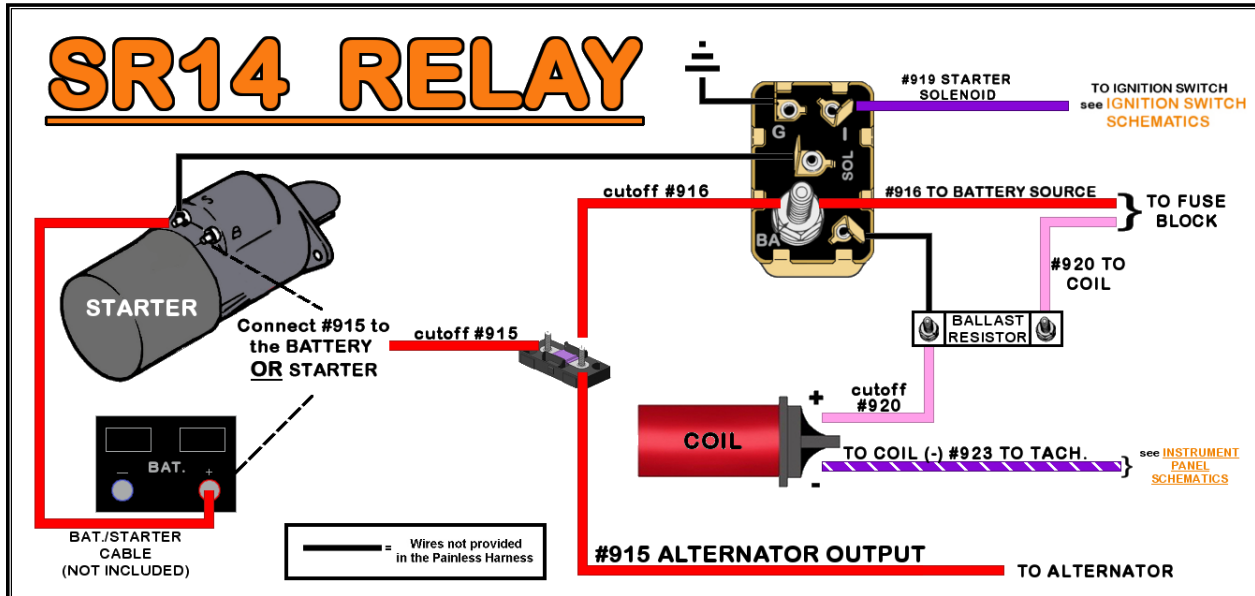 SR14 RELAY
#919 STARTER
SOLENOID
TO IGNITION SWITCH
see IGNITION SWITCH
SCHEMATICS
G
I
SOL
BA
cutoff #916
#916 TO BATTERY SOURCE
TO FUSE
BLOCK
S
B
STARTER
#920 TO
COIL
Connect #915 to
the BATTERY
OR STARTER
cutoff #915
BALLAST
RESISTOR
+
cutoff
#920
COIL
TO COIL (-) #923 TO TACH.
-
see INSTRUMENT
PANEL
SCHEMATICS
BAT.
– +
BAT./STARTER
CABLE
(NOT INCLUDED)
= Wires not provided
in the Painless Harness
#915 ALTERNATOR OUTPUT
TO ALTERNATOR